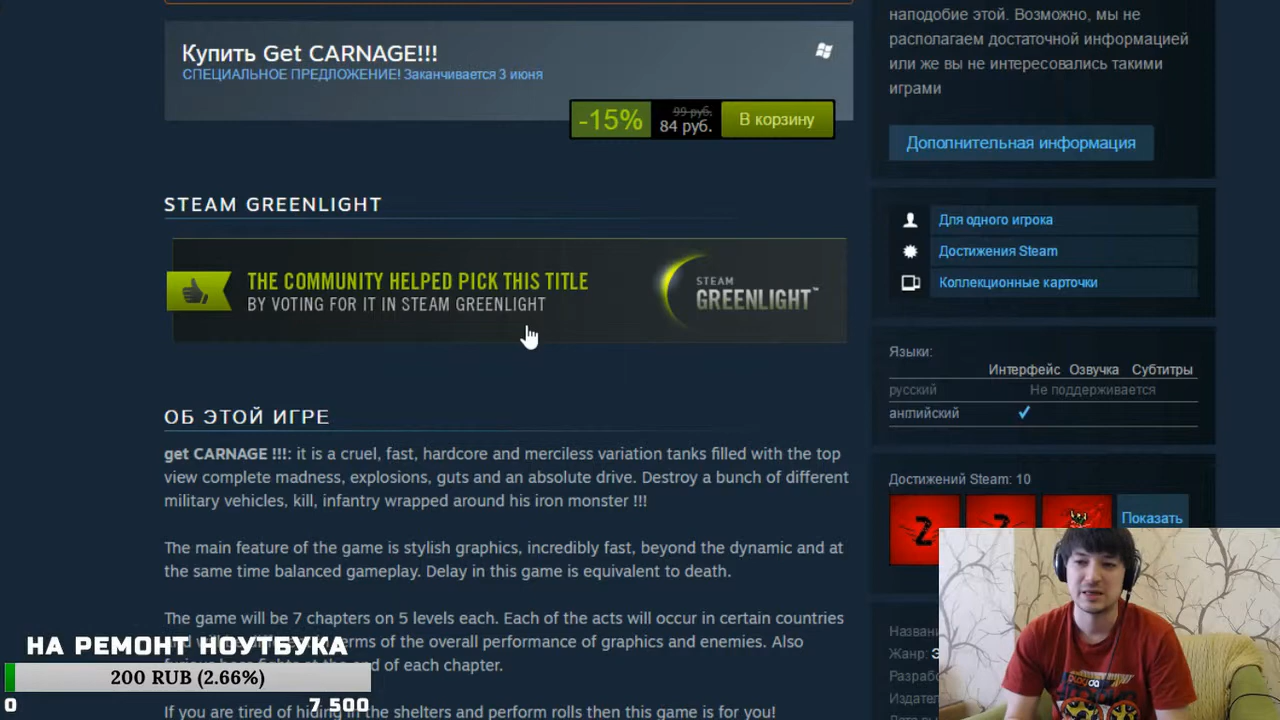 Купить Get CARNAGE!!!
СПЕЦИАЛЬНОЕ ПРЕДЛОЖЕНИЕ! Заканчивается 3 июня
-15%
99 руб.
84 руб.
В корзину
STEAM GREENLIGHT
THE COMMUNITY HELPED PICK THIS TITLE
BY VOTING FOR IT IN STEAM GREENLIGHT
STEAM
GREENLIGHT™
ОБ ЭТОЙ ИГРЕ
get CARNAGE !!!: it is a cruel, fast, hardcore and merciless variation tanks filled with the top
view complete madness, explosions, guts and an absolute drive. Destroy a bunch of different
military vehicles, kill, infantry wrapped around his iron monster !!!
The main feature of the game is stylish graphics, incredibly fast, beyond the dynamic and at
the same time balanced gameplay. Delay in this game is equivalent to death.
The game will be 7 chapters on 5 levels each. Each of the acts will occur in certain countries
terms of the overall performance of graphics and enemies. Also
of each chapter.
If you are tired of hiding in the shelters and perform rolls then this game is for you!
НА РЕМОНТ НОУТБУКА
200 RUB (2.66%)
0
7 500
наподобие этой. Возможно, мы не
располагаем достаточной информацией
или же вы не интересовались такими
играми
Дополнительная информация
Для одного игрока
Достижения Steam
Коллекционные карточки
Языки:
Интерфейс Озвучка Субтитры
русский Не поддерживается
английский
Достижений Steam: 10
2
2
Показать
Жанр: